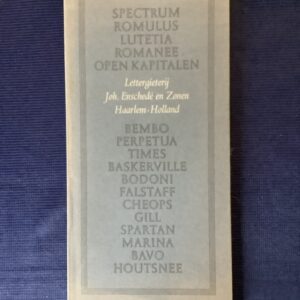 SPECTRUM
ROMULUS
LUTETIA
ROMANEE
OPEN KAPITALEN
Lettergieterij
Joh. Enschedé en Zonen
Haarlem-Holland
BEMBO
PERPETUA
TIMES
BASKERVILLE
BODONI
FALSTAFF
CHEOPS
GILL
SPARTAN
MARINA
BAVO
HOUTSNEE